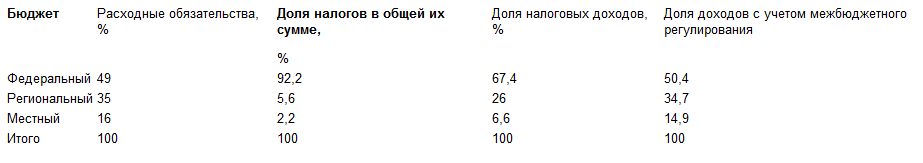 Бюджет Расходные обязательства, % Доля налогов в общей их сумме, % Доля налоговых доходов, % Доля доходов с учетом межбюджетного регулирования
Федеральный 49 92,2 67,4 50,4
Региональный 35 5,6 26 34,7
Местный 16 2,2 6,6 14,9
Итого 100 100 100 100